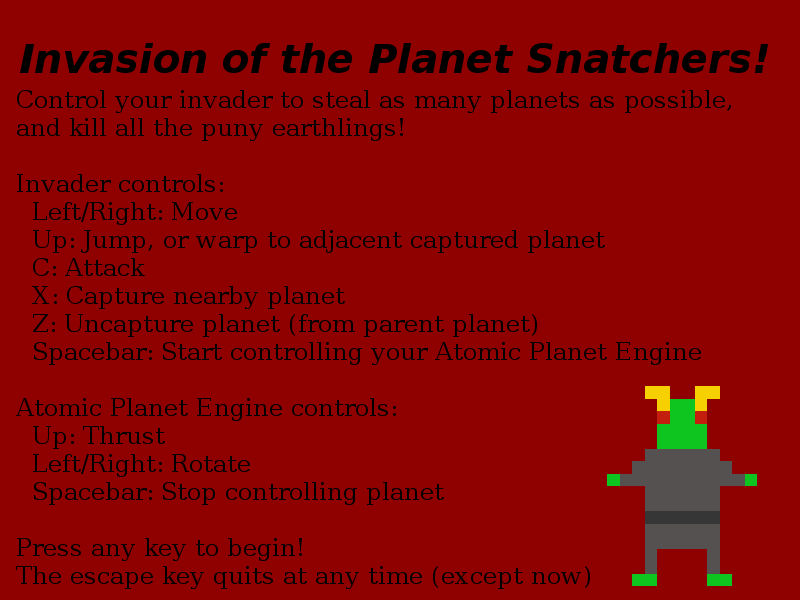 Invasion of the Planet Snatchers!
Control your invader to steal as many planets as possible,
and kill all the puny earthlings!
Invader controls:
Left/Right: Move
Up: Jump, or warp to adjacent captured planet
C: Attack
X: Capture nearby planet
Z: Uncapture planet (from parent planet)
Spacebar: Start controlling your Atomic Planet Engine
Atomic Planet Engine controls:
Up: Thrust
Left/Right: Rotate
Spacebar: Stop controlling planet
Press any key to begin!
The escape key quits at any time (except now)